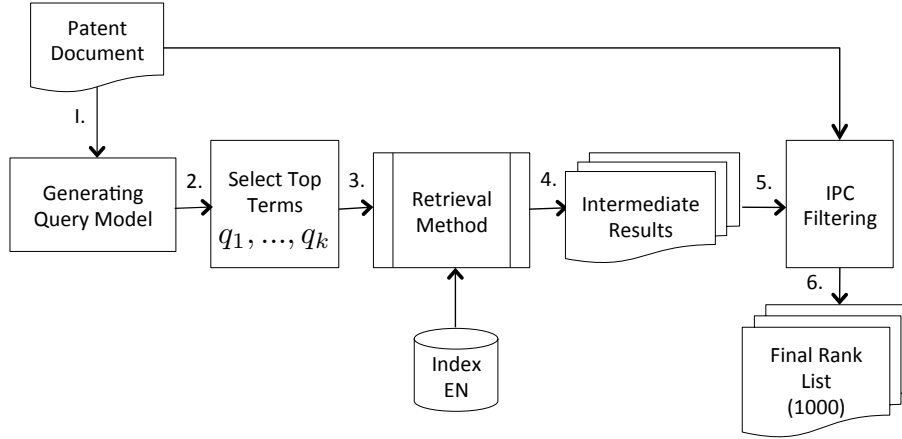 Patent
Document
I.
Generating
Query Model
2.
Select Top
Terms
q1, ..., qk
3.
Retrieval
Method
4.
Intermediate
Results
5.
IPC
Filtering
6.
Index
EN
Final Rank
List
(1000)